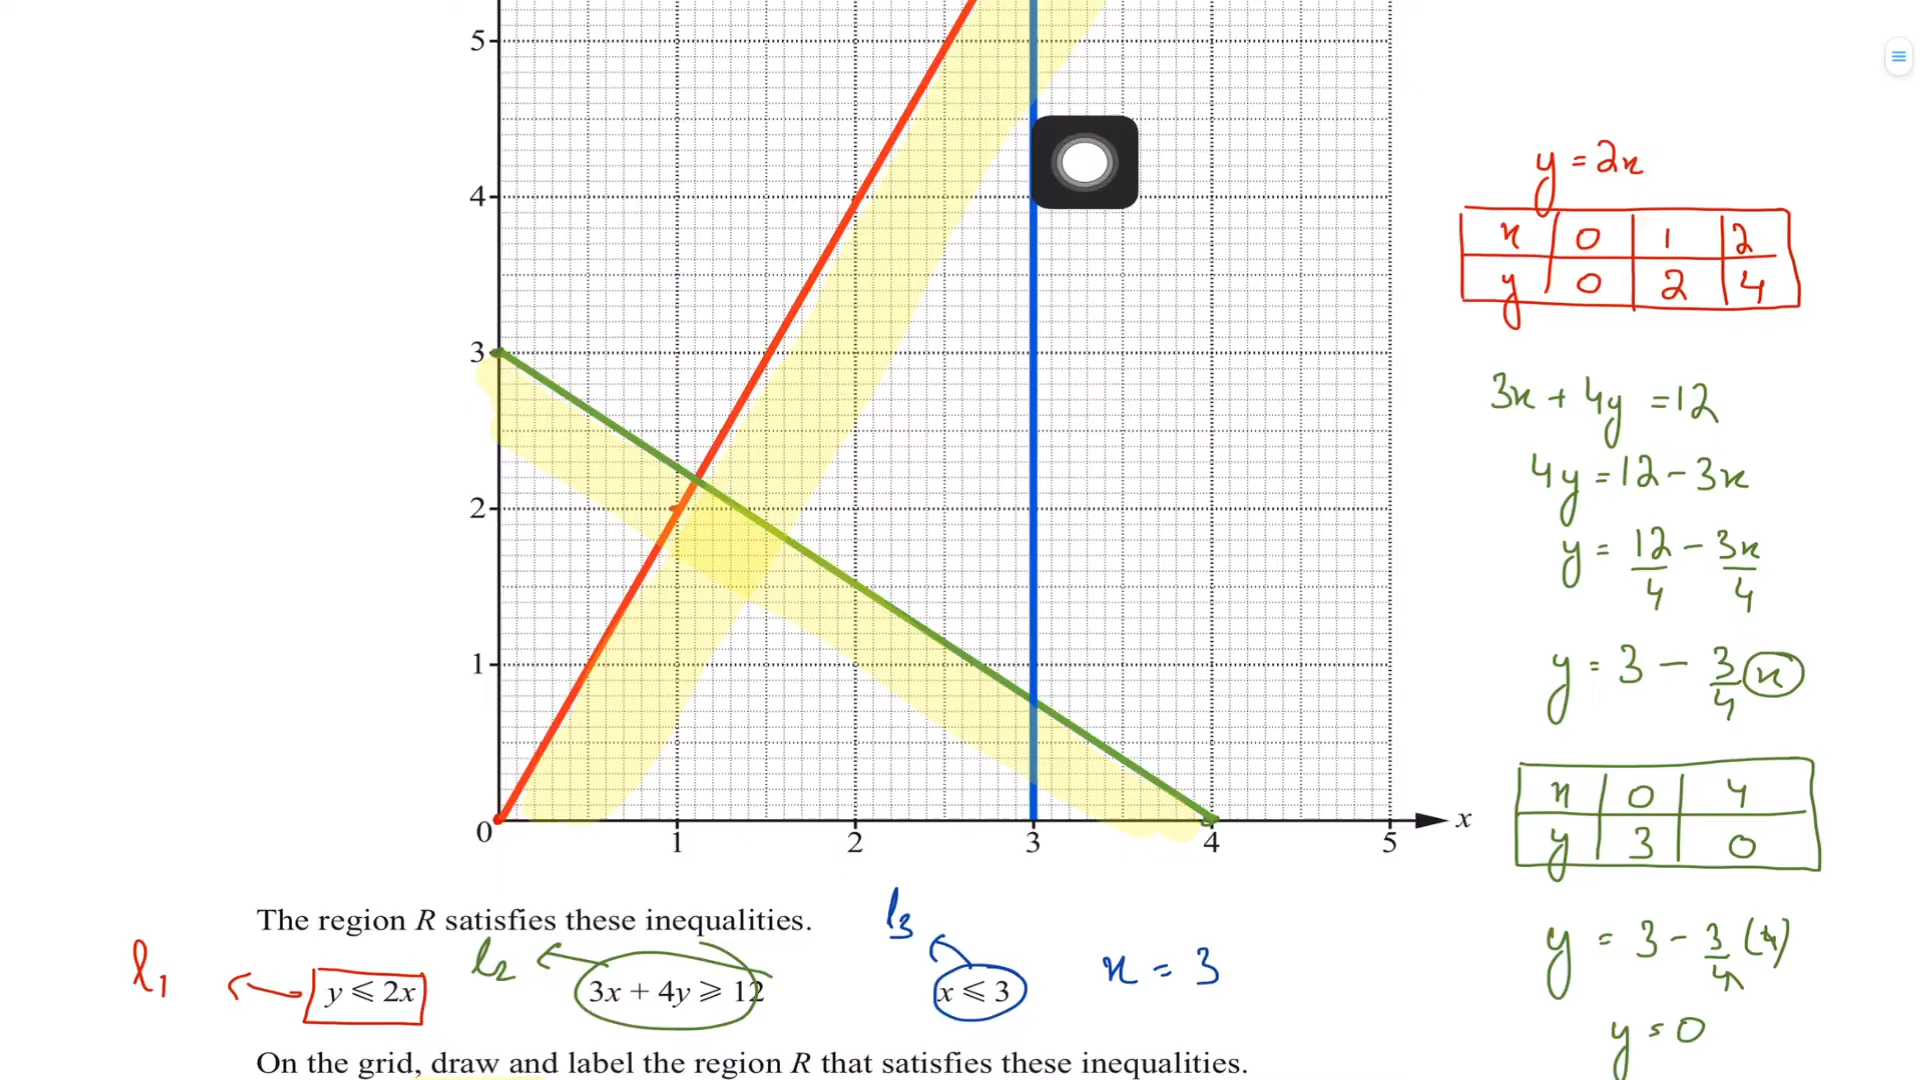 5
4
3
2
1
0 1 2 3 4 5 x
The region R satisfies these inequalities.
l₁ l₂ l₃
y ⩽ 2x 3x + 4y ⩾ 12 x ⩽ 3 x = 3
On the grid, draw and label the region R that satisfies these inequalities.
y = 2x
x 0 1 2
y 0 2 4
3x + 4y = 12
4y = 12 - 3x
y = 12/4 - 3x/4
y = 3 - 3/4 x
x 0 4
y 3 0
y = 3 - 3/4 (4)
y = 0